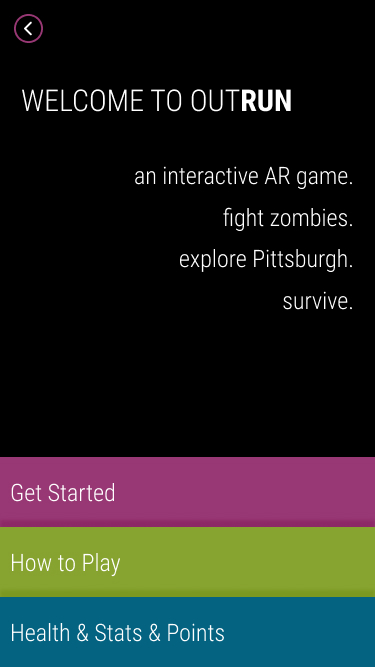 WELCOME TO OUTRUN
an interactive AR game.
fight zombies.
explore Pittsburgh.
survive.
Get Started
How to Play
Health & Stats & Points